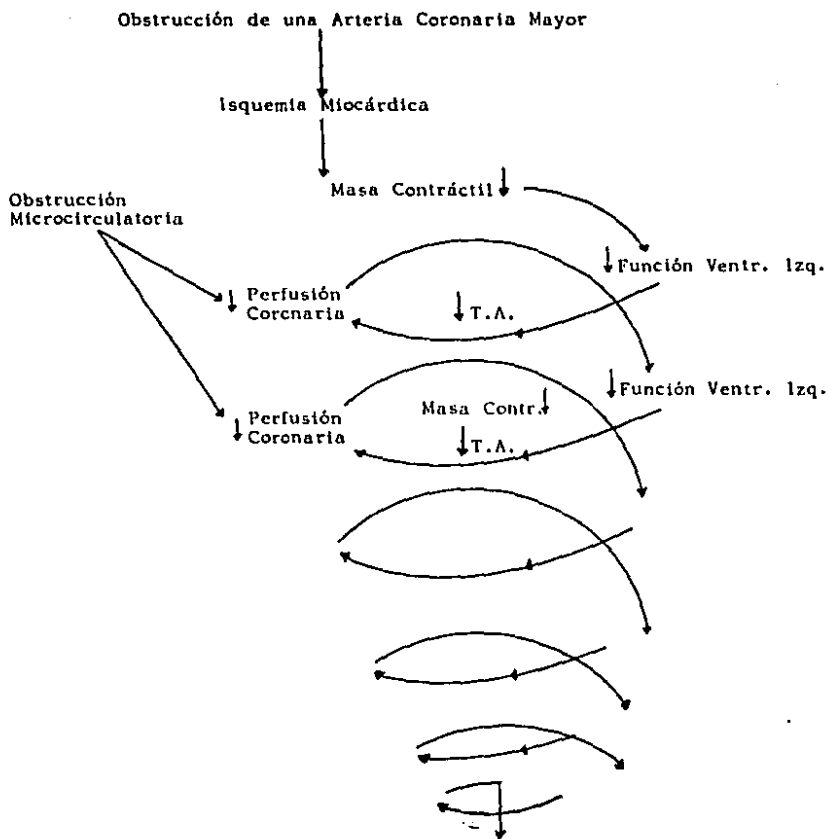 Obstrucción de una Arteria Coronaria Mayor
Isquemia Miocárdica
Masa Contráctil
Obstrucción
Microcirculatoria
Función Ventr. Izq.
Perfusión
Corcnaria
T.A.
Función Ventr. Izq.
Masa Contr.
Perfusión
Coronaria
T.A.